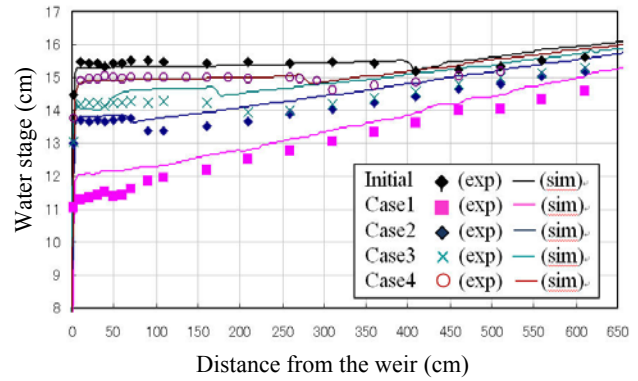 17
16
15
14
13
12
11
10
9
8
Water stage (cm)
Initial (exp) (sim)
Case1 (exp) (sim)
Case2 (exp) (sim)
Case3 (exp) (sim)
Case4 (exp) (sim)
0 50 100 150 200 250 300 350 400 450 500 550 600 650
Distance from the weir (cm)